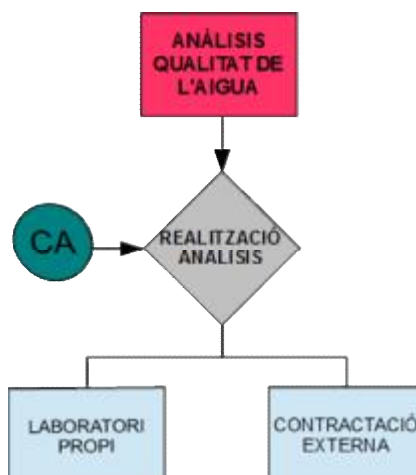 ANÀLISIS
QUALITAT DE
L'AIGUA
CA
REALITZACIÓ
ANALISIS
LABORATORI
PROPI
CONTRACTACIÓ
EXTERNA